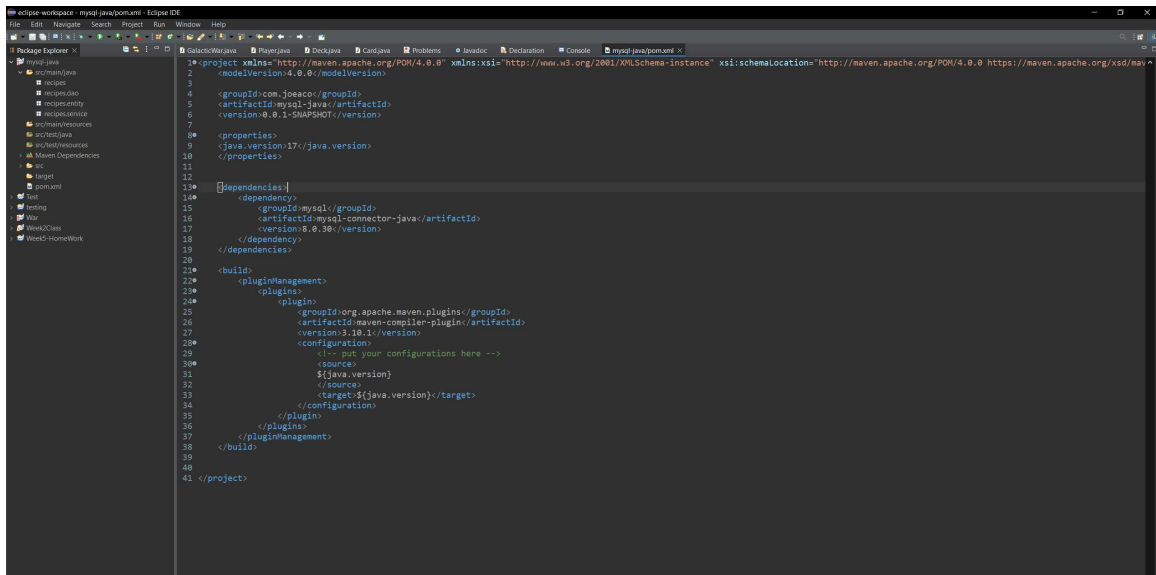 eclipse-workspace - mysql-java/pom.xml - Eclipse IDE
File Edit Navigate Search Project Run Window Help
Package Explorer
GalacticWar.java Player.java Deck.java Card.java Problems Javadoc Declaration Console mysql-java/pom.xml
mysql-java
src/main/java
recipes
recipes.dao
recipes.entity
recipes.service
src/main/resources
src/test/java
src/test/resources
Maven Dependencies
src
target
pom.xml
Test
testing
War
Week2Class
Week5-HomeWork
1 <project xmlns="http://maven.apache.org/POM/4.0.0" xmlns:xsi="http://www.w3.org/2001/XMLSchema-instance" xsi:schemaLocation="http://maven.apache.org/POM/4.0.0 https://maven.apache.org/xsd/mav
2 <modelVersion>4.0.0</modelVersion>
3
4 <groupId>com.joeaco</groupId>
5 <artifactId>mysql-java</artifactId>
6 <version>0.0.1-SNAPSHOT</version>
7
8 <properties>
9 <java.version>17</java.version>
10 </properties>
11
12
13 <dependencies>
14 <dependency>
15 <groupId>mysql</groupId>
16 <artifactId>mysql-connector-java</artifactId>
17 <version>8.0.30</version>
18 </dependency>
19 </dependencies>
20
21 <build>
22 <pluginManagement>
23 <plugins>
24 <plugin>
25 <groupId>org.apache.maven.plugins</groupId>
26 <artifactId>maven-compiler-plugin</artifactId>
27 <version>3.10.1</version>
28 <configuration>
29 <!-- put your configurations here -->
30 <source>
31 ${java.version}
32 </source>
33 <target>${java.version}</target>
34 </configuration>
35 </plugin>
36 </plugins>
37 </pluginManagement>
38 </build>
39
40
41 </project>